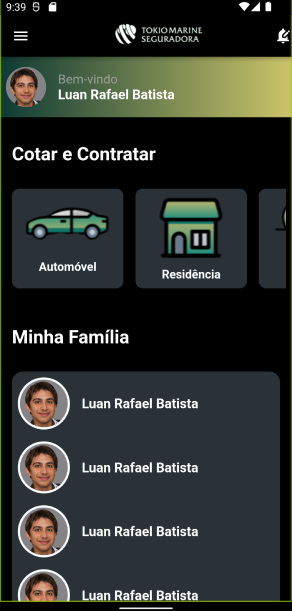 9:39
TOKIO MARINE
SEGURADORA
Bem-vindo
Luan Rafael Batista
Cotar e Contratar
Automóvel
Residência
Minha Família
Luan Rafael Batista
Luan Rafael Batista
Luan Rafael Batista
Luan Rafael Batista